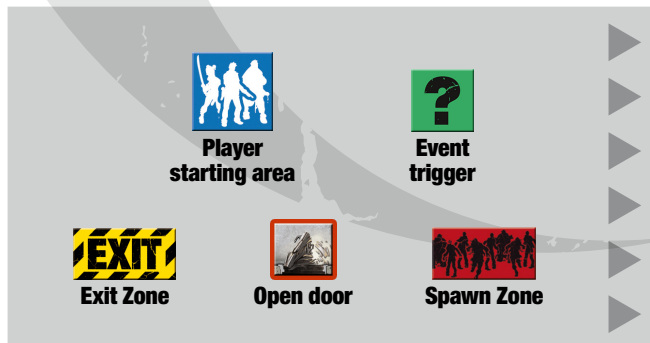 ?
Player
starting area
Event
trigger
EXIT
Exit Zone
Open door
Spawn Zone